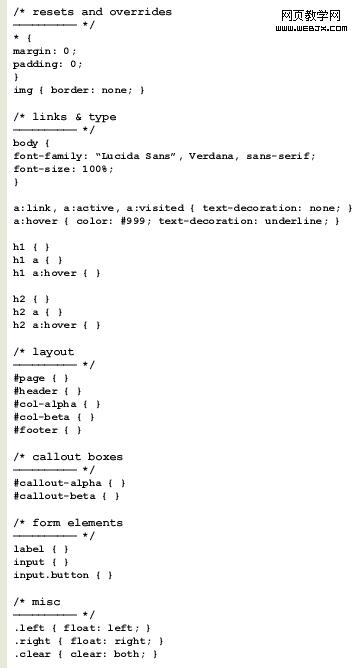 网页教学网
www.webjx.com
/* resets and overrides
────────── */
* {
margin: 0;
padding: 0;
}
img { border: none; }
/* links & type
────────── */
body {
font-family: “Lucida Sans”, Verdana, sans-serif;
font-size: 100%;
}
a:link, a:active, a:visited { text-decoration: none; }
a:hover { color: #999; text-decoration: underline; }
h1 { }
h1 a { }
h1 a:hover { }
h2 { }
h2 a { }
h2 a:hover { }
/* layout
────────── */
#page { }
#header { }
#col-alpha { }
#col-beta { }
#footer { }
/* callout boxes
────────── */
#callout-alpha { }
#callout-beta { }
/* form elements
────────── */
label { }
input { }
input.button { }
/* misc
────────── */
.left { float: left; }
.right { float: right; }
.clear { clear: both; }